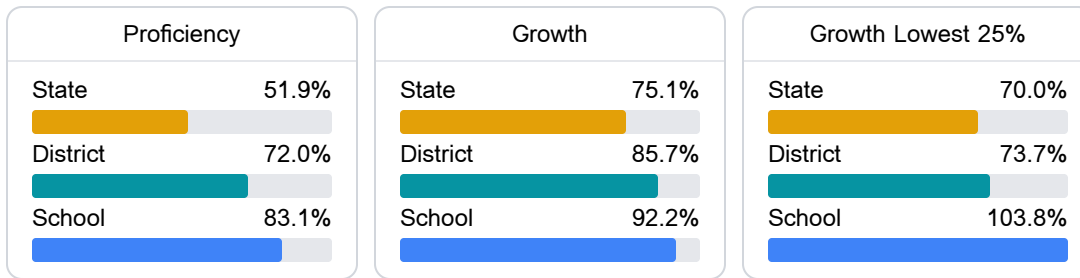 Proficiency
State 51.9%
District 72.0%
School 83.1%
Growth
State 75.1%
District 85.7%
School 92.2%
Growth Lowest 25%
State 70.0%
District 73.7%
School 103.8%